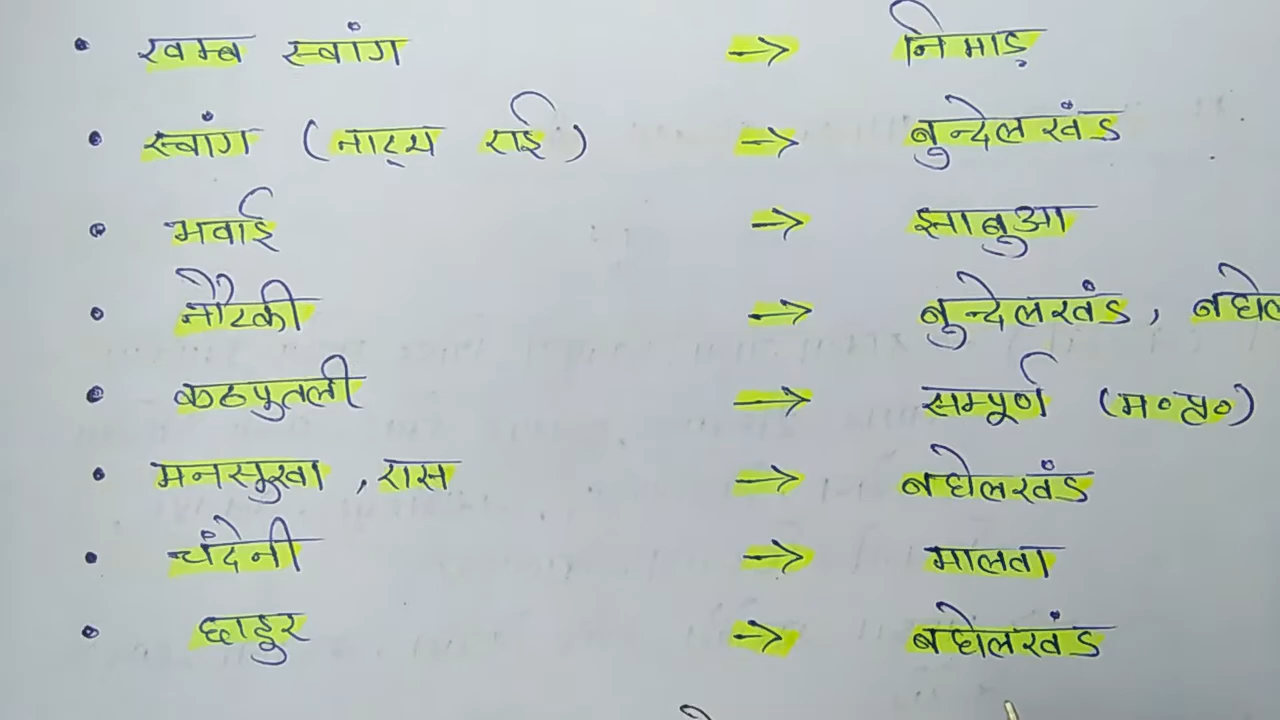 • खम्ब स्वांग → निमाड़
• स्वांग (नाट्य राई) → बुन्देलखंड
• भवाई → झाबुआ
• नौटंकी → बुन्देलखंड, बघेल
• कठपुतली → सम्पूर्ण (म०प्र०)
• मनसुखा, रास → बघेलखंड
• चंदेनी → मालवा
• छाहुर → बघेलखंड